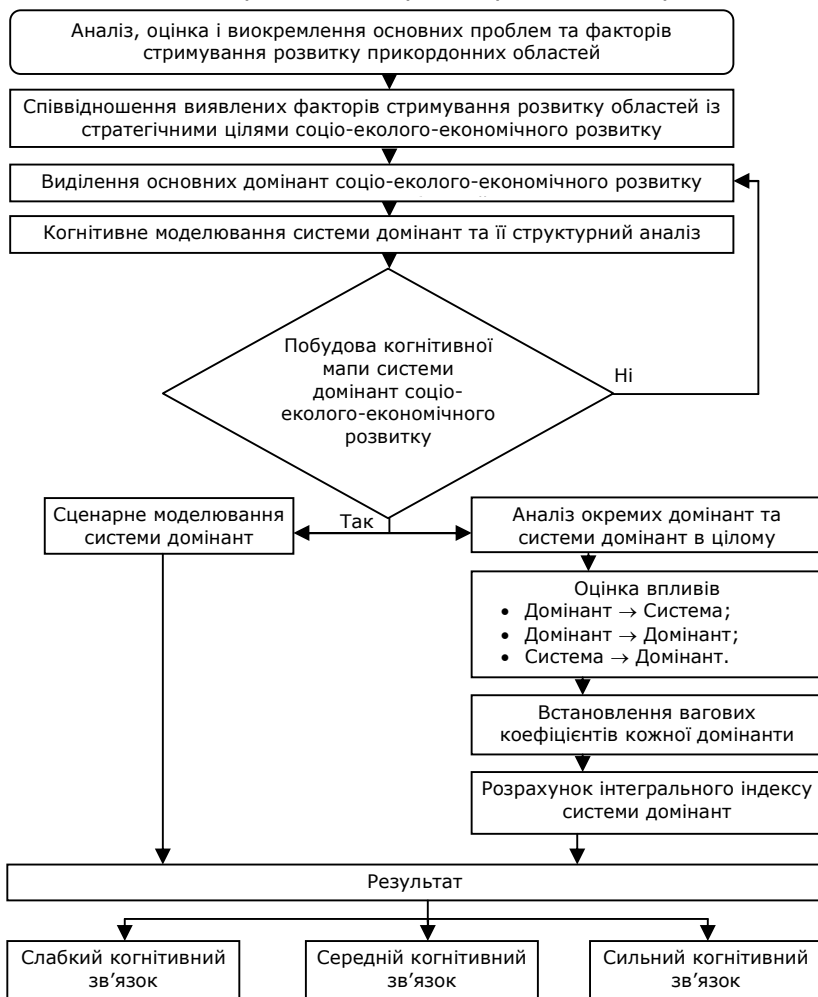 Аналіз, оцінка і виокремлення основних проблем та факторів
стримування розвитку прикордонних областей
Співвідношення виявлених факторів стримування розвитку областей із
стратегічними цілями соціо-еколого-економічного розвитку
Виділення основних домінант соціо-еколого-економічного розвитку
Когнітивне моделювання системи домінант та її структурний аналіз
Побудова когнітивної
мапи системи
домінант соціо-
еколого-економічного
розвитку
Ні
Так
Сценарне моделювання
системи домінант
Аналіз окремих домінант та
системи домінант в цілому
Оцінка впливів
• Домінант → Система;
• Домінант → Домінант;
• Система → Домінант.
Встановлення вагових
коефіцієнтів кожної домінанти
Розрахунок інтегрального індексу
системи домінант
Результат
Слабкий когнітивний
зв’язок
Середній когнітивний
зв’язок
Сильний когнітивний
зв’язок